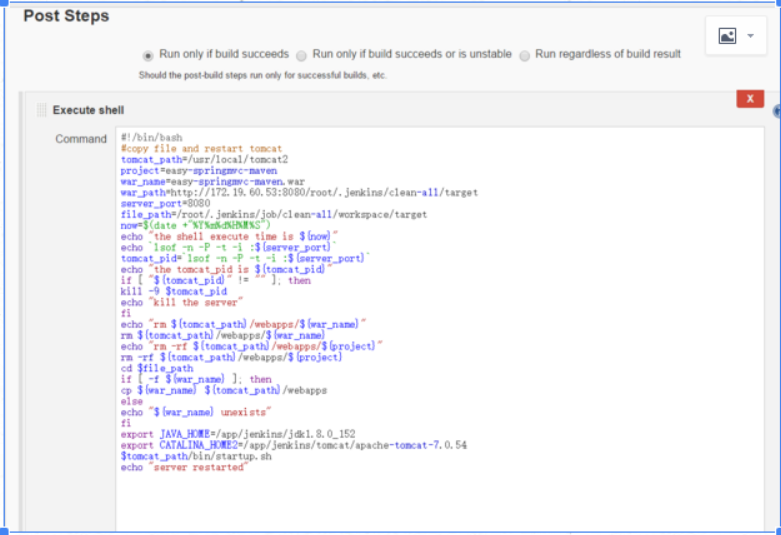 Post Steps
Run only if build succeeds Run only if build succeeds or is unstable Run regardless of build result
Should the post-build steps run only for successful builds, etc.
X
Execute shell
Command
#!/bin/bash
#copy file and restart tomcat
tomcat_path=/usr/local/tomcat2
project=easy-springmvc-maven
war_name=easy-springmvc-maven.war
war_path=http://172.19.60.53:8080/root/.jenkins/clean-all/target
server_port=8080
file_path=/root/.jenkins/job/clean-all/workspace/target
now=$(date +"%Y%m%d%H%M%S")
echo "the shell execute time is ${now}"
echo `lsof -n -P -t -i :${server_port}`
tomcat_pid=`lsof -n -P -t -i :${server_port}`
echo "the tomcat_pid is ${tomcat_pid}"
if [ "${tomcat_pid}" != "" ]; then
kill -9 $tomcat_pid
echo "kill the server"
fi
echo "rm ${tomcat_path}/webapps/${war_name}"
rm ${tomcat_path}/webapps/${war_name}
echo "rm -rf ${tomcat_path}/webapps/${project}"
rm -rf ${tomcat_path}/webapps/${project}
cd $file_path
if [ -f ${war_name} ]; then
cp ${war_name} ${tomcat_path}/webapps
else
echo "${war_name} unexists"
fi
export JAVA_HOME=/app/jenkins/jdk1.8.0_152
export CATALINA_HOME2=/app/jenkins/tomcat/apache-tomcat-7.0.54
$tomcat_path/bin/startup.sh
echo "server restarted"